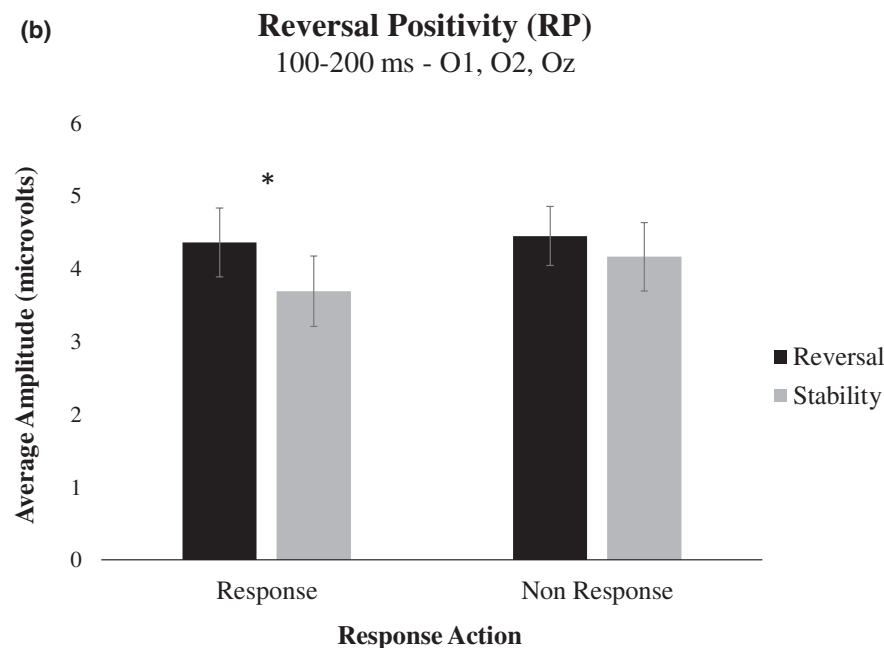 (b)
Reversal Positivity (RP)
100-200 ms - O1, O2, Oz
Average Amplitude (microvolts)
6
5
4
3
2
1
0
*
Response
Non Response
Response Action
Reversal
Stability